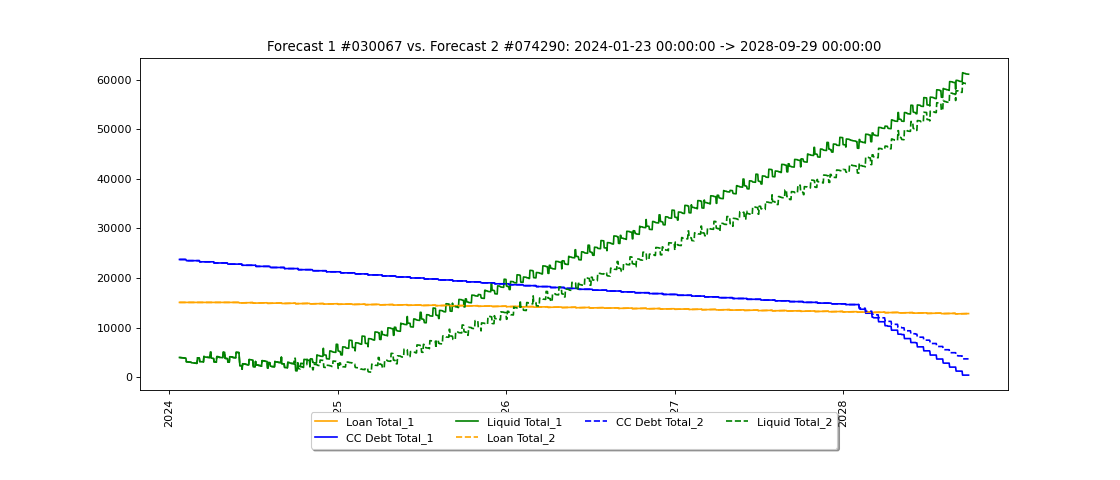 Forecast 1 #030067 vs. Forecast 2 #074290: 2024-01-23 00:00:00 -> 2028-09-29 00:00:00
60000
50000
40000
30000
20000
10000
0
2024
25
26
27
2028
Loan Total_1
Liquid Total_1
CC Debt Total_2
Liquid Total_2
CC Debt Total_1
Loan Total_2